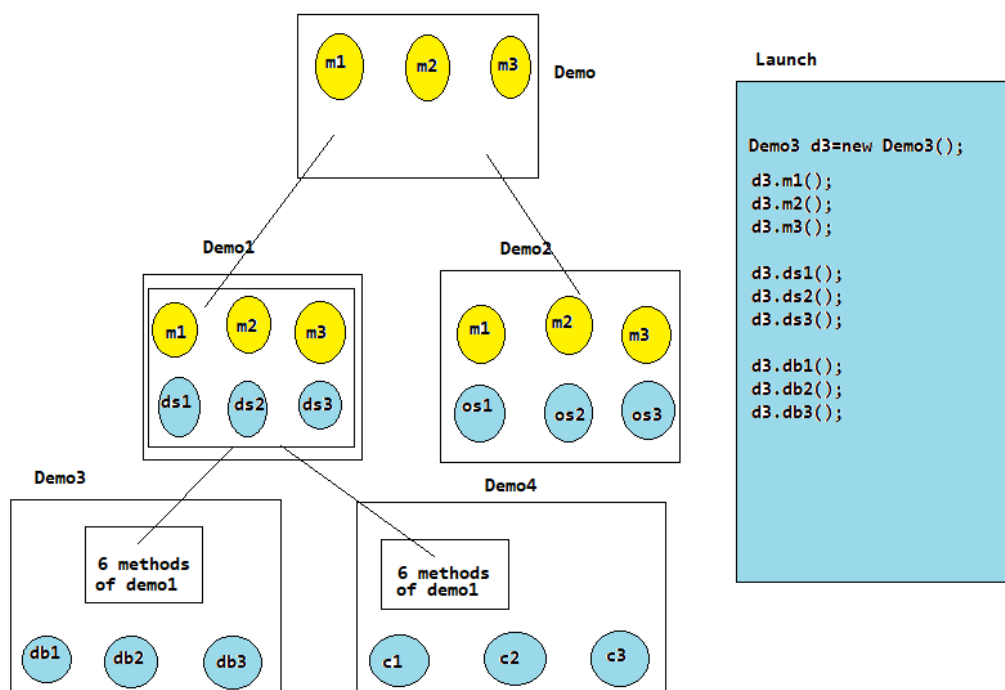 m1 m2 m3
Demo
Launch
Demo3 d3=new Demo3();
d3.m1();
d3.m2();
d3.m3();
d3.ds1();
d3.ds2();
d3.ds3();
d3.db1();
d3.db2();
d3.db3();
Demo1
m1 m2 m3
ds1 ds2 ds3
Demo2
m1 m2 m3
os1 os2 os3
Demo3
6 methods
of demo1
db1 db2 db3
Demo4
6 methods
of demo1
c1 c2 c3